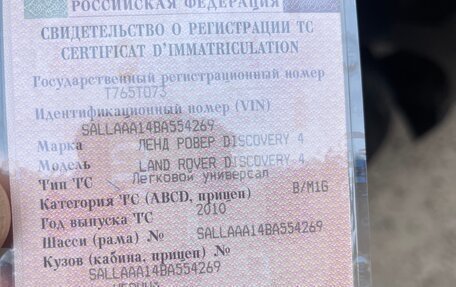 РОССИЙСКАЯ ФЕДЕРАЦИЯ
СВИДЕТЕЛЬСТВО О РЕГИСТРАЦИИ ТС
CERTIFICAT D'IMMATRICULATION
Государственный регистрационный номер
Т765ТО73
Идентификационный номер (VIN)
SALLAAA14BA554269
Марка ЛЕНД РОВЕР DISCOVERY 4
Модель LAND ROVER DISCOVERY 4
Тип ТС Легковой универсал
Категория ТС (ABCD, прицеп) B/M1G
Год выпуска ТС 2010
Шасси (рама) № SALLAAA14BA554269
Кузов (кабина, прицеп) №
SALLAAA14BA554269